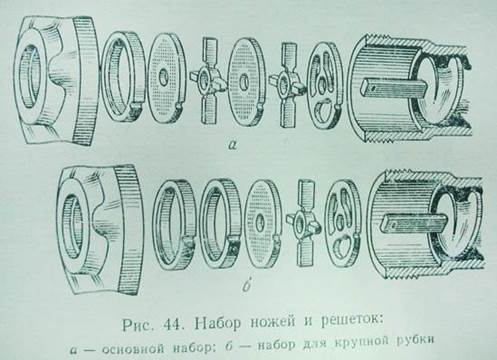 а
б
Рис. 44. Набор ножей и решеток:
а — основной набор; б — набор для крупной рубки